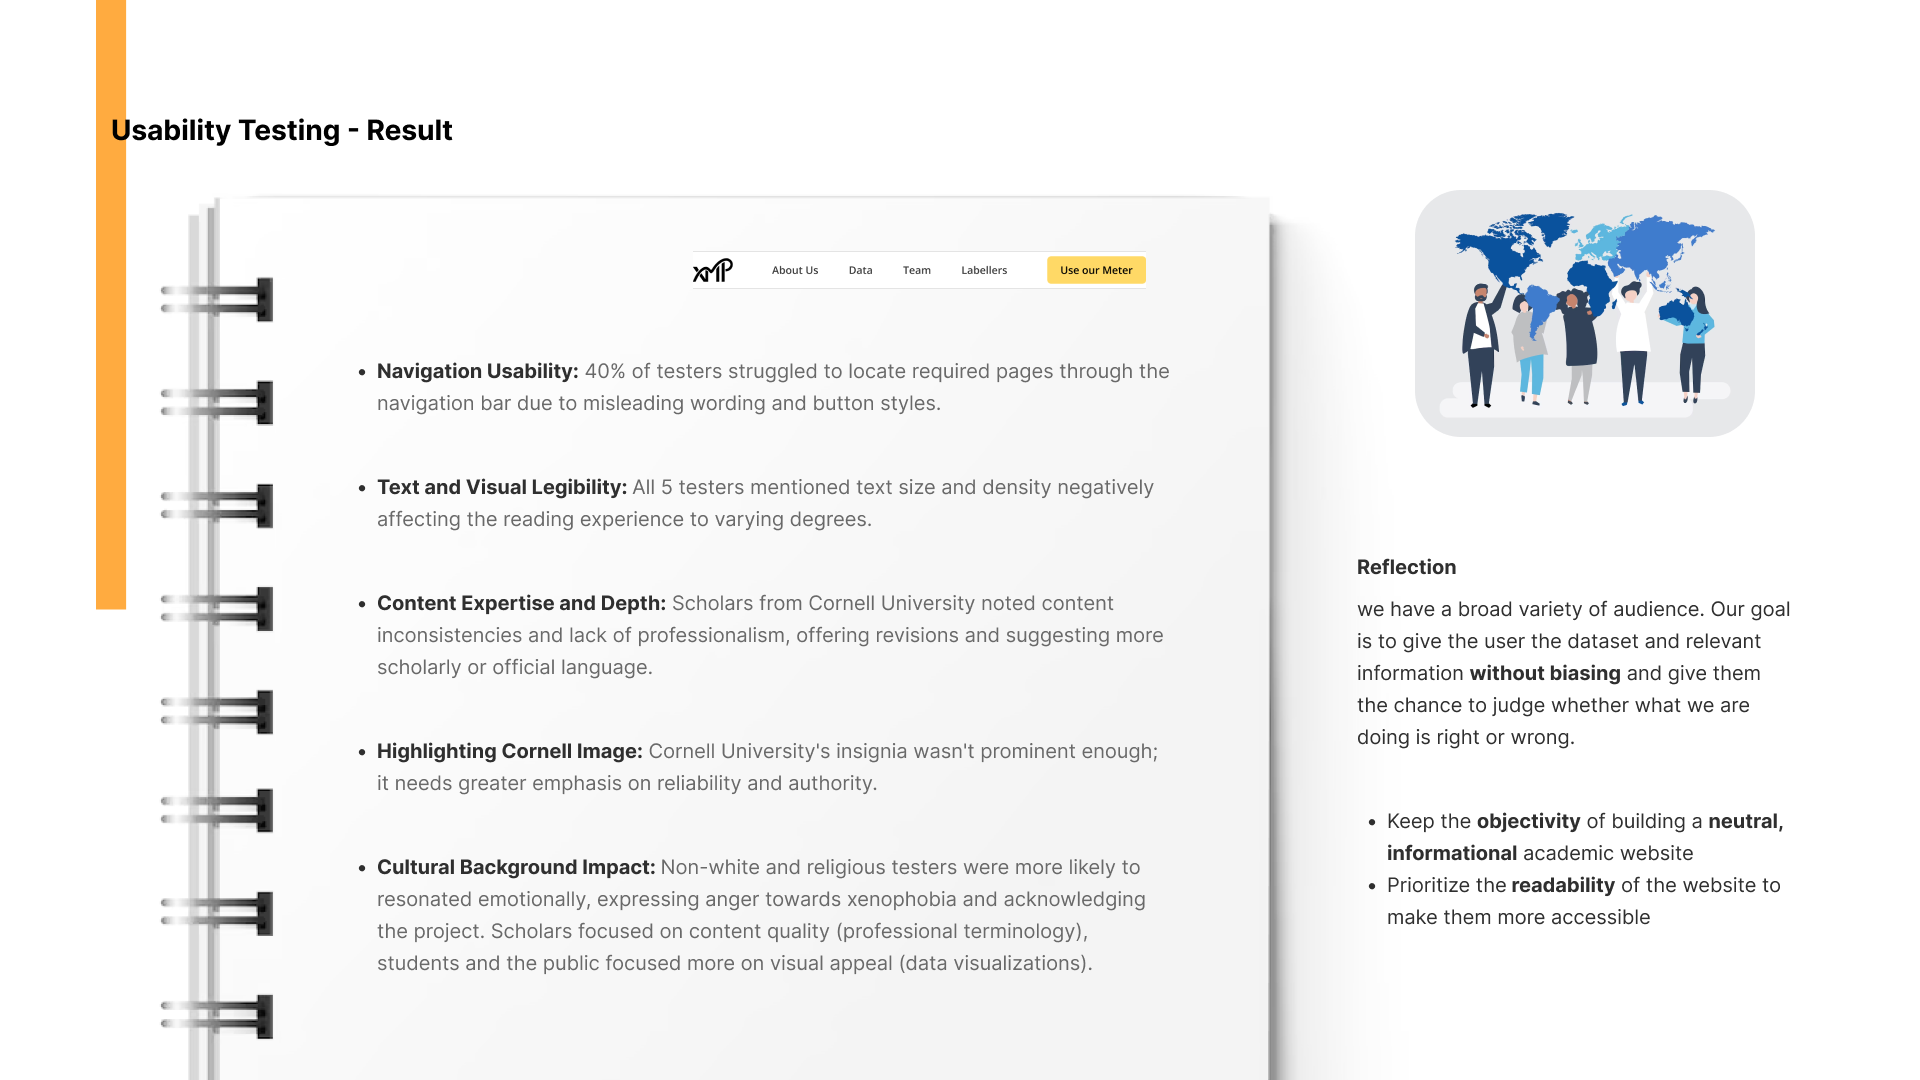 Usability Testing - Result
xMP About Us Data Team Labellers Use our Meter
• Navigation Usability: 40% of testers struggled to locate required pages through the
navigation bar due to misleading wording and button styles.
• Text and Visual Legibility: All 5 testers mentioned text size and density negatively
affecting the reading experience to varying degrees.
• Content Expertise and Depth: Scholars from Cornell University noted content
inconsistencies and lack of professionalism, offering revisions and suggesting more
scholarly or official language.
• Highlighting Cornell Image: Cornell University's insignia wasn't prominent enough;
it needs greater emphasis on reliability and authority.
• Cultural Background Impact: Non-white and religious testers were more likely to
resonated emotionally, expressing anger towards xenophobia and acknowledging
the project. Scholars focused on content quality (professional terminology),
students and the public focused more on visual appeal (data visualizations).
Reflection
we have a broad variety of audience. Our goal
is to give the user the dataset and relevant
information without biasing and give them
the chance to judge whether what we are
doing is right or wrong.
• Keep the objectivity of building a neutral,
informational academic website
• Prioritize the readability of the website to
make them more accessible